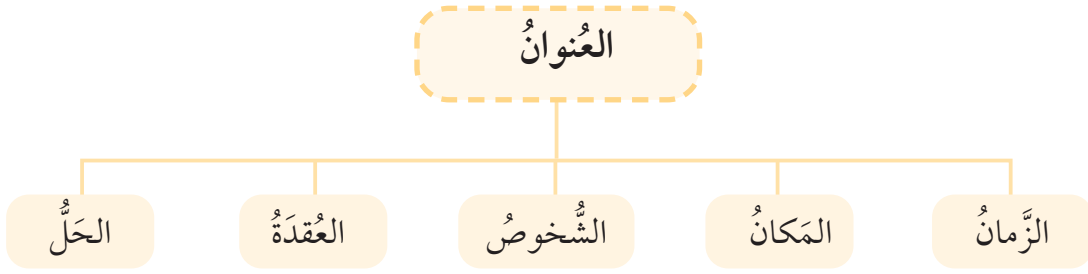 العُنوانُ
الزَّمانُ
المَكانُ
الشُّخوصُ
العُقدَةُ
الحَلُّ